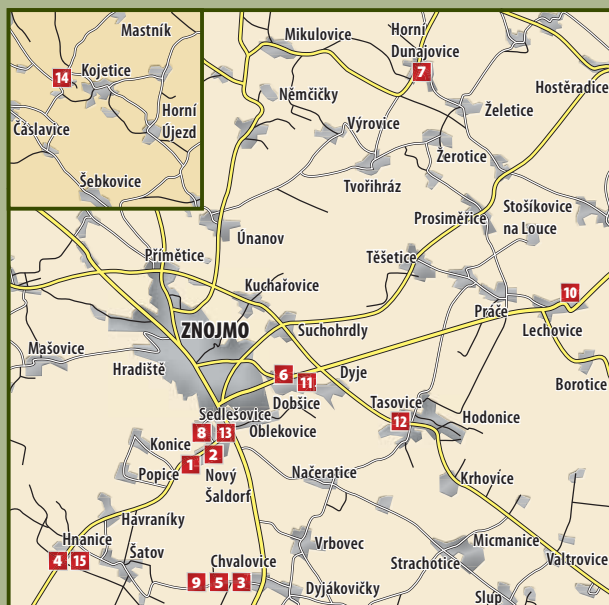 Mastník
14
Kojetice
Čáslavice
Horní
Újezd
Šebkovice
Mikulovice
Horní
Dunajovice
7
Hostěradice
Němčičky
Želetice
Výrovice
Žerotice
Tvořihráz
Stošíkovice
na Louce
Prosiměřice
Únanov
Přímětice
Těšetice
Kuchařovice
10
Práče
Lechovice
ZNOJMO
Suchohrdly
Mašovice
Hradiště
6
11
Dyje
Borotice
Dobšice
Tasovice
12
Hodonice
Sedlešovice
8
13
Oblekovice
Konice
1
2
Popice
Nový
Šaldorf
Načeratice
Krhovice
Havraníky
Hnanice
4
15
Šatov
Chvalovice
9
5
3
Vrbovec
Micmanice
Strachotice
Valtrovice
Dyjákovičky
Slup